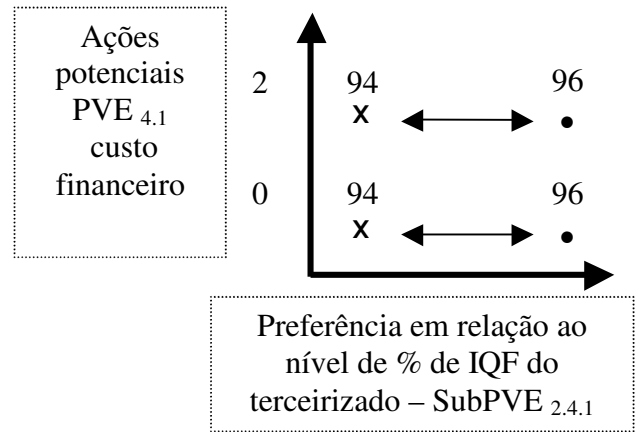 Ações
potenciais
PVE 4.1
custo
financeiro
2 94 96
x •
0 94 96
x •
Preferência em relação ao
nível de % de IQF do
terceirizado – SubPVE 2.4.1